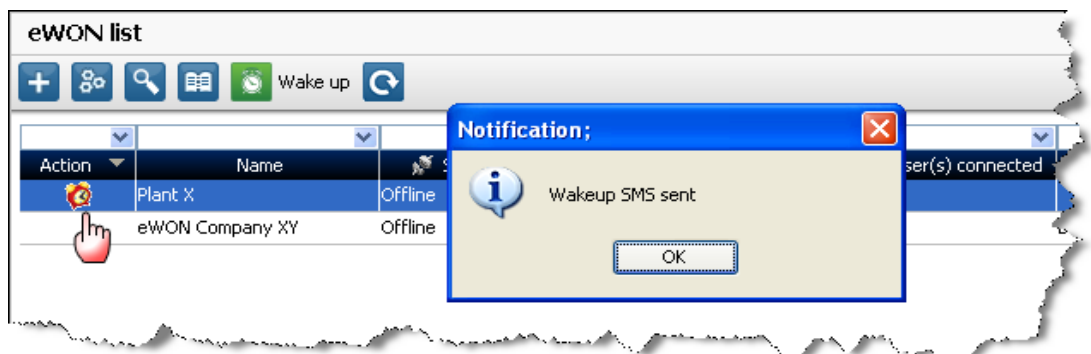 eWON list
Wake up
Notification;
Action Name ser(s) connected
Plant X Offline
Wakeup SMS sent
eWON Company XY Offline
OK